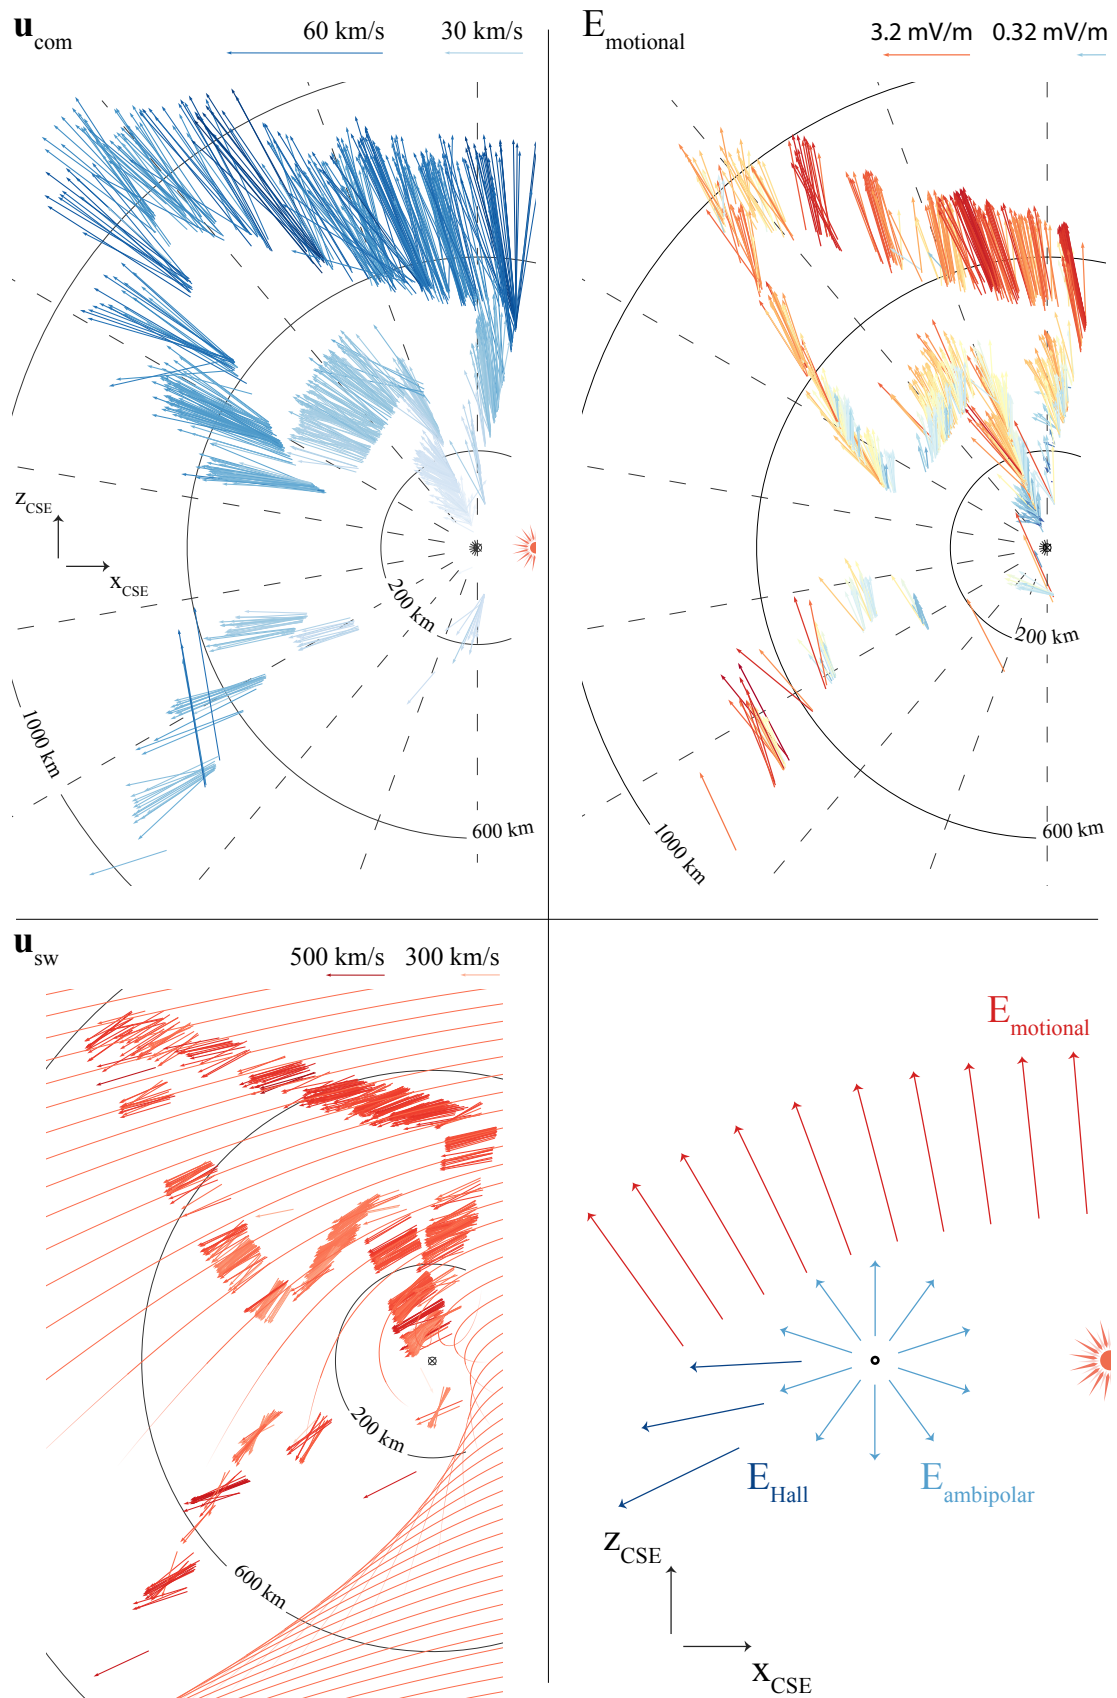 u_com
60 km/s 30 km/s
z_CSE
x_CSE
200 km
600 km
1000 km
E_motional
3.2 mV/m 0.32 mV/m
200 km
600 km
1000 km
u_sw
500 km/s 300 km/s
200 km
600 km
E_motional
E_Hall
E_ambipolar
z_CSE
x_CSE